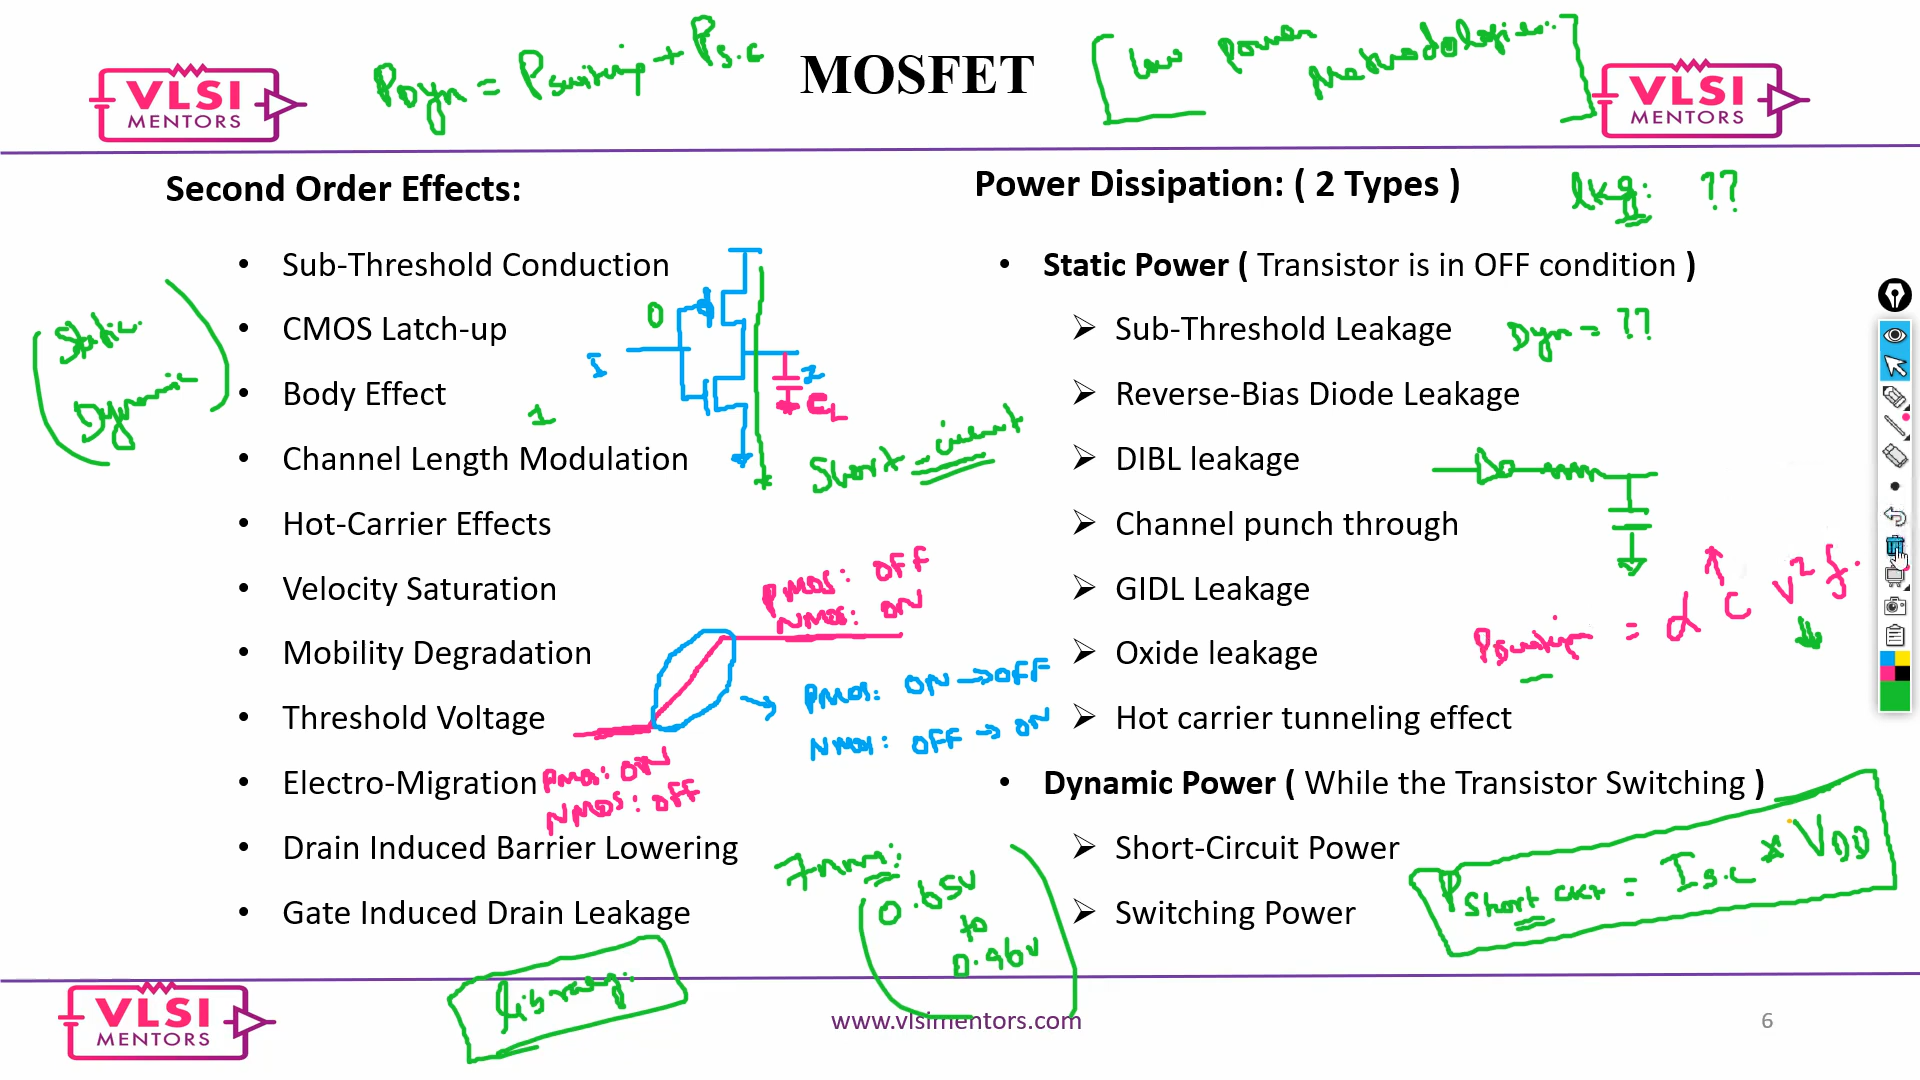 PDyn = Pswitching + Ps.c
MOSFET
[Low power
Methodologies..]
VLSI
MENTORS
VLSI
MENTORS
Second Order Effects:
• Sub-Threshold Conduction
• CMOS Latch-up
• Body Effect
• Channel Length Modulation
• Hot-Carrier Effects
• Velocity Saturation
• Mobility Degradation
• Threshold Voltage
• Electro-Migration
• Drain Induced Barrier Lowering
• Gate Induced Drain Leakage
Static
Dynamic
0
I
Z
CL
1
Short-circuit
PMOS: OFF
NMOS: ON
PMOS: ON → OFF
NMOS: OFF → ON
PMOS: ON
NMOS: OFF
7nm:
0.65V
to
0.96V
library:
Power Dissipation: ( 2 Types )
lkg: ??
• Static Power ( Transistor is in OFF condition )
➢ Sub-Threshold Leakage
Dyn = ??
➢ Reverse-Bias Diode Leakage
➢ DIBL leakage
➢ Channel punch through
➢ GIDL Leakage
➢ Oxide leakage
➢ Hot carrier tunneling effect
Pswitching = α C V² f.
• Dynamic Power ( While the Transistor Switching )
➢ Short-Circuit Power
➢ Switching Power
Pshort ckt = Is.c * VDD
VLSI
MENTORS
www.vlsimentors.com
6